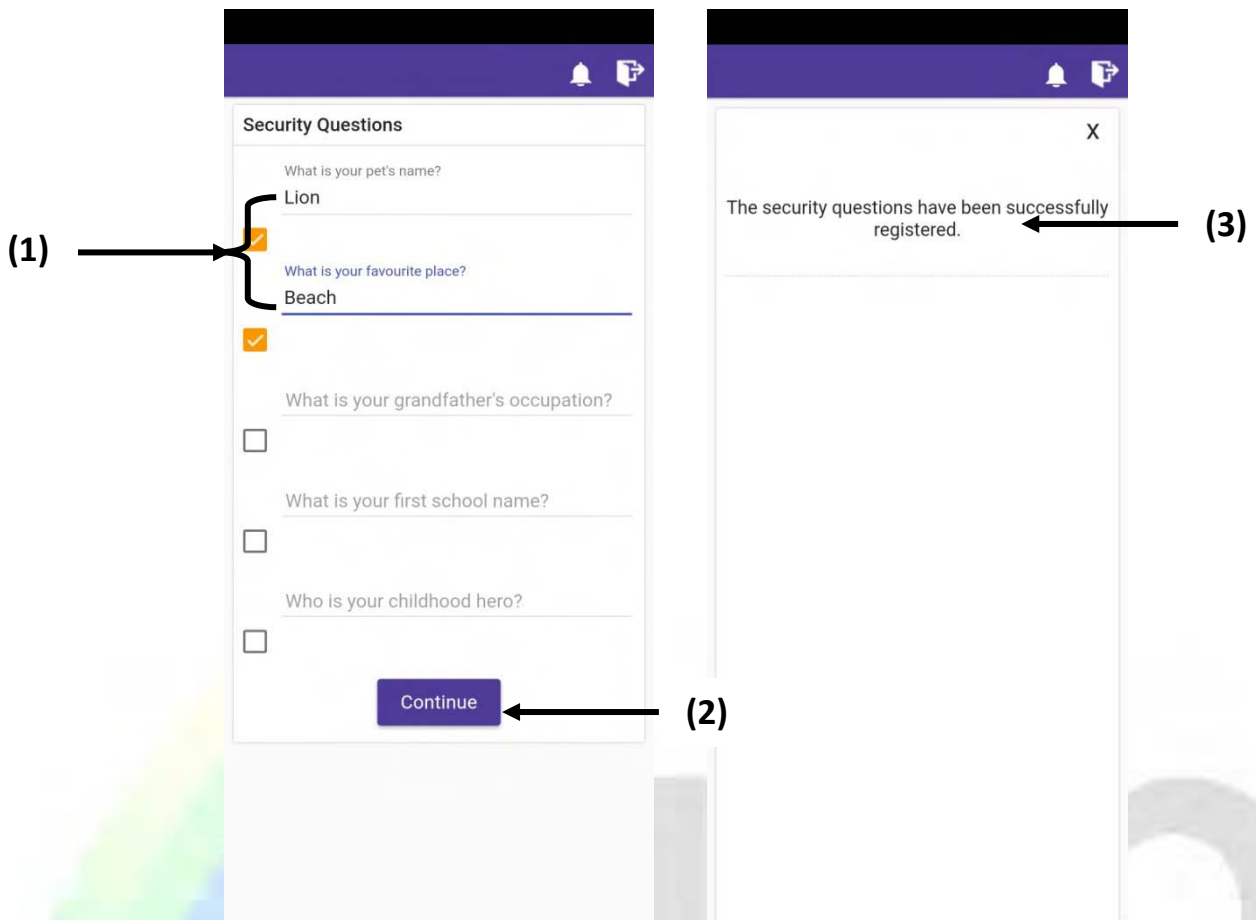 Security Questions
What is your pet's name?
Lion
(1)
What is your favourite place?
Beach
What is your grandfather's occupation?
What is your first school name?
Who is your childhood hero?
Continue
(2)
X
The security questions have been successfully
registered.
(3)